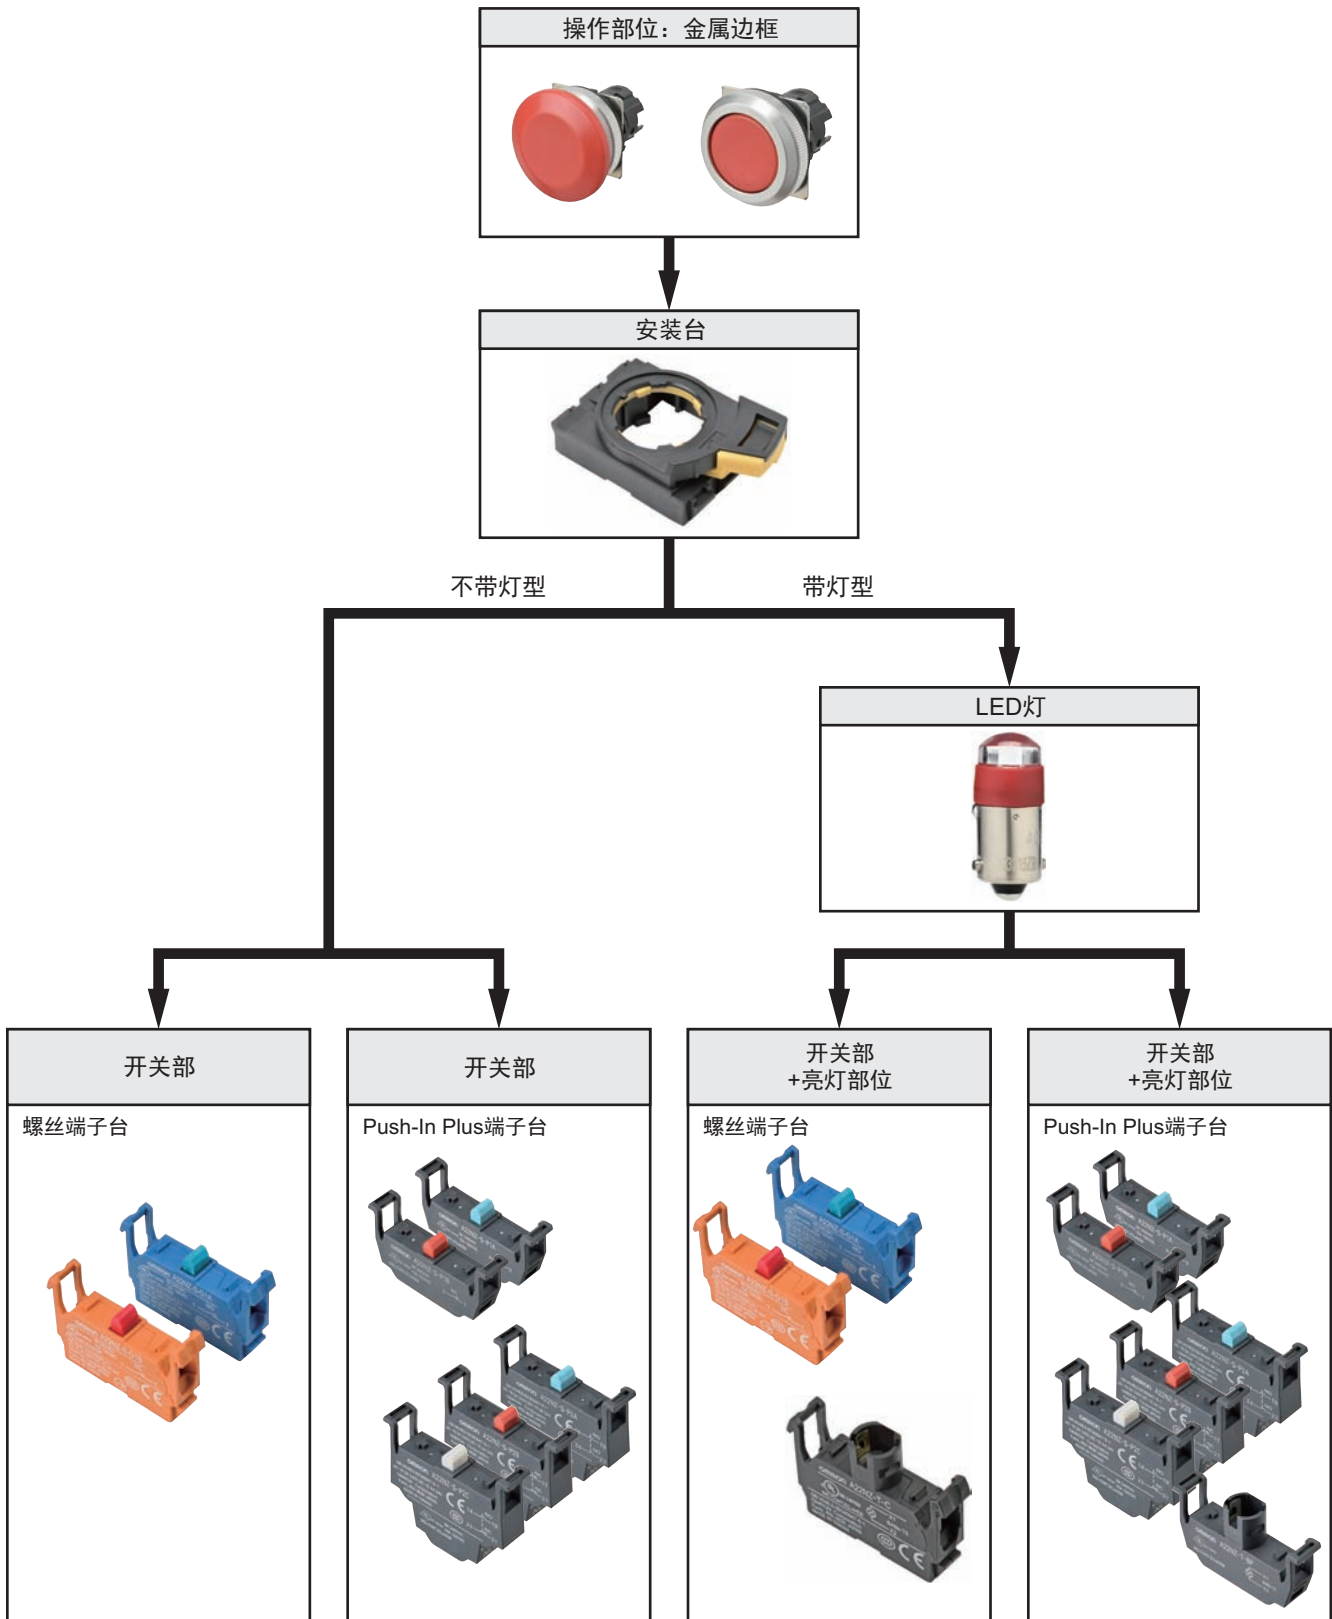 操作部位：金属边框
安装台
不带灯型
带灯型
LED灯
开关部
螺丝端子台
开关部
Push-In Plus端子台
开关部
+亮灯部位
螺丝端子台
开关部
+亮灯部位
Push-In Plus端子台